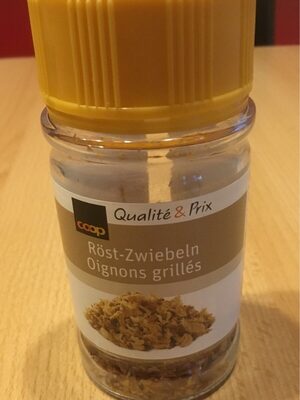 coop
Qualité & Prix
Röst-Zwiebeln
Oignons grillés